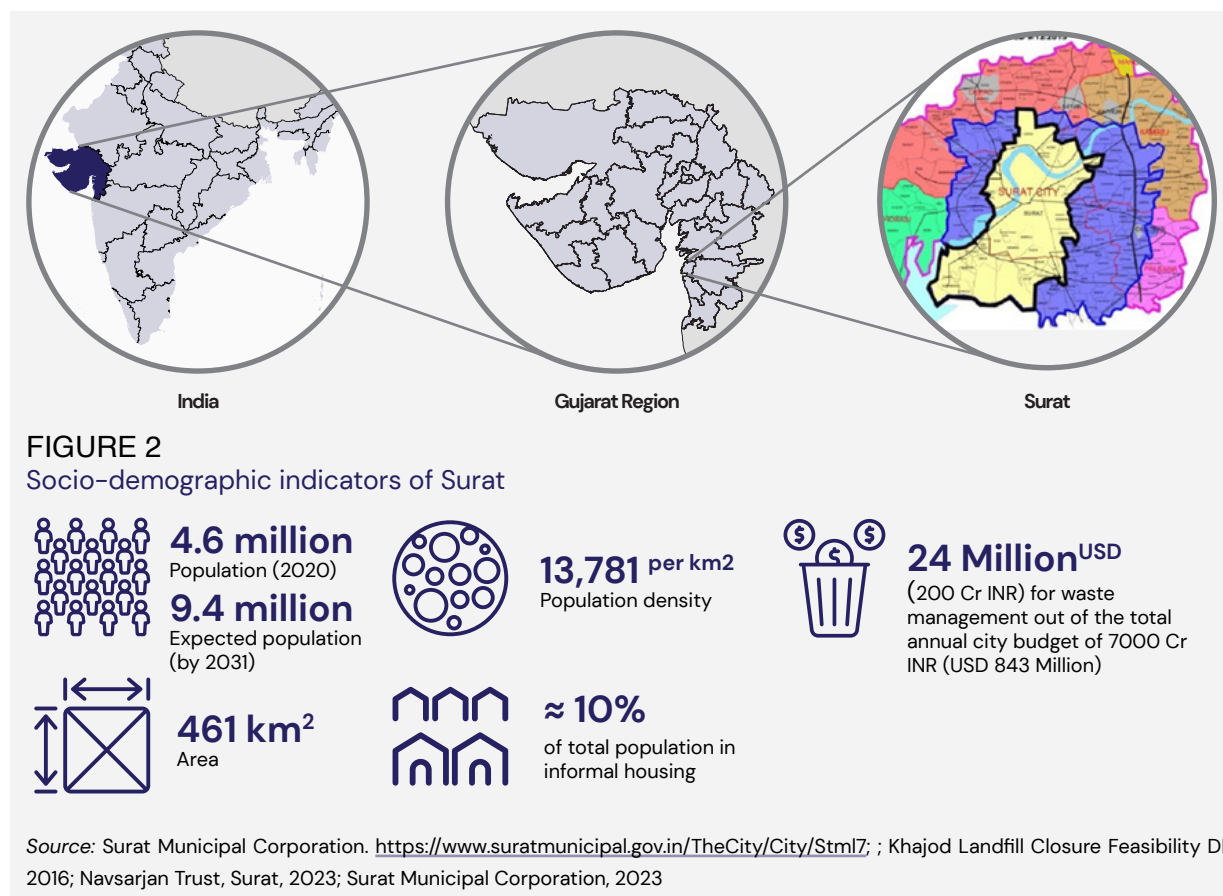 SURAT CITY
SURAT
India
Gujarat Region
Surat
FIGURE 2
Socio-demographic indicators of Surat
4.6 million
Population (2020)
9.4 million
Expected population
(by 2031)
13,781 per km2
Population density
24 Million USD
(200 Cr INR) for waste
management out of the total
annual city budget of 7000 Cr
INR (USD 843 Million)
461 km²
Area
≈ 10%
of total population in
informal housing
Source: Surat Municipal Corporation. https://www.suratmunicipal.gov.in/TheCity/City/Stml7; ; Khajod Landfill Closure Feasibility
2016; Navsarjan Trust, Surat, 2023; Surat Municipal Corporation, 2023